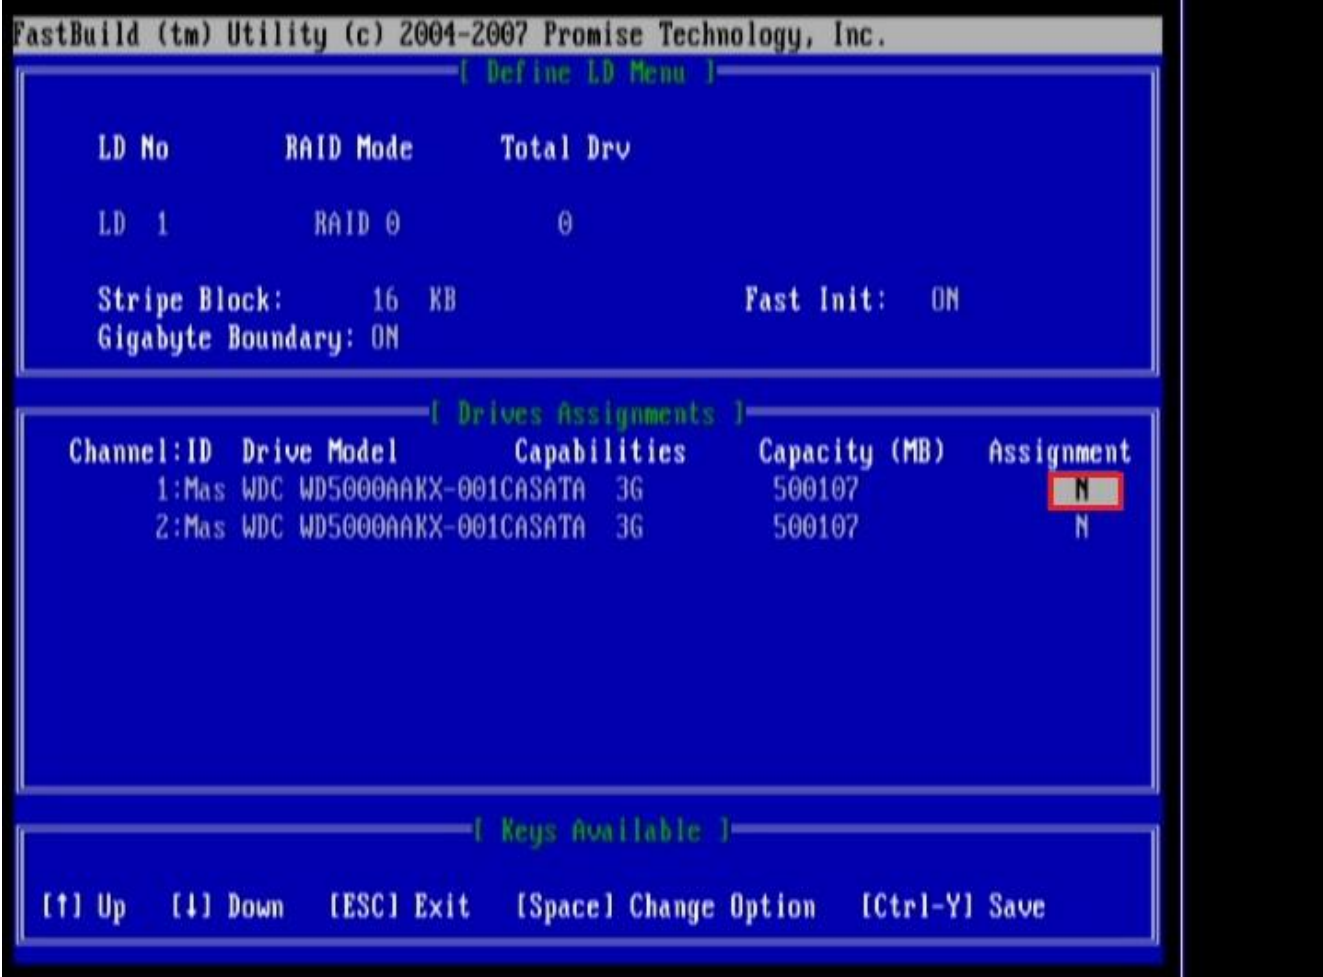 FastBuild (tm) Utility (c) 2004-2007 Promise Technology, Inc.
[ Define LD Menu ]
LD No RAID Mode Total Drv
LD 1 RAID 0 0
Stripe Block: 16 KB Fast Init: ON
Gigabyte Boundary: ON
[ Drives Assignments ]
Channel:ID Drive Model Capabilities Capacity (MB) Assignment
1:Mas WDC WD5000AAKX-001CASATA 3G 500107 N
2:Mas WDC WD5000AAKX-001CASATA 3G 500107 N
[ Keys Available ]
[↑] Up [↓] Down [ESC] Exit [Space] Change Option [Ctrl-Y] Save